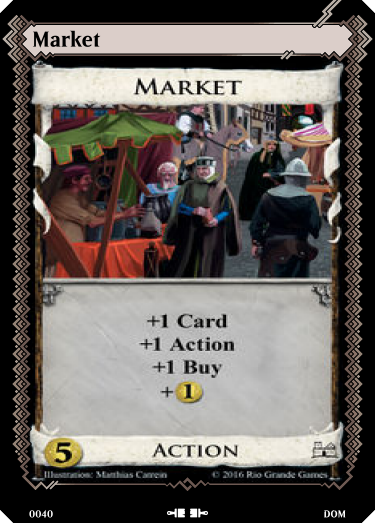 Market
MARKET
+1 Card
+1 Action
+1 Buy
+ 1
5
ACTION
Illustration: Matthias Catrein © 2016 Rio Grande Games
0040
DOM